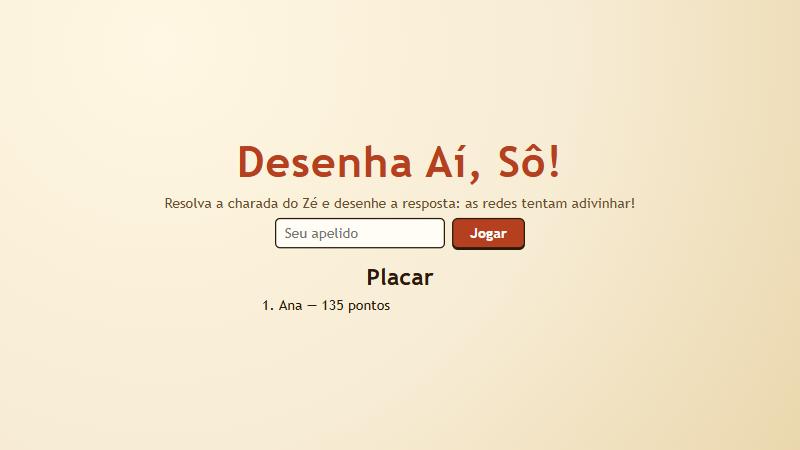 Desenha Aí, Sô!
Resolva a charada do Zé e desenhe a resposta: as redes tentam adivinhar!
Seu apelido
Jogar
Placar
1. Ana — 135 pontos